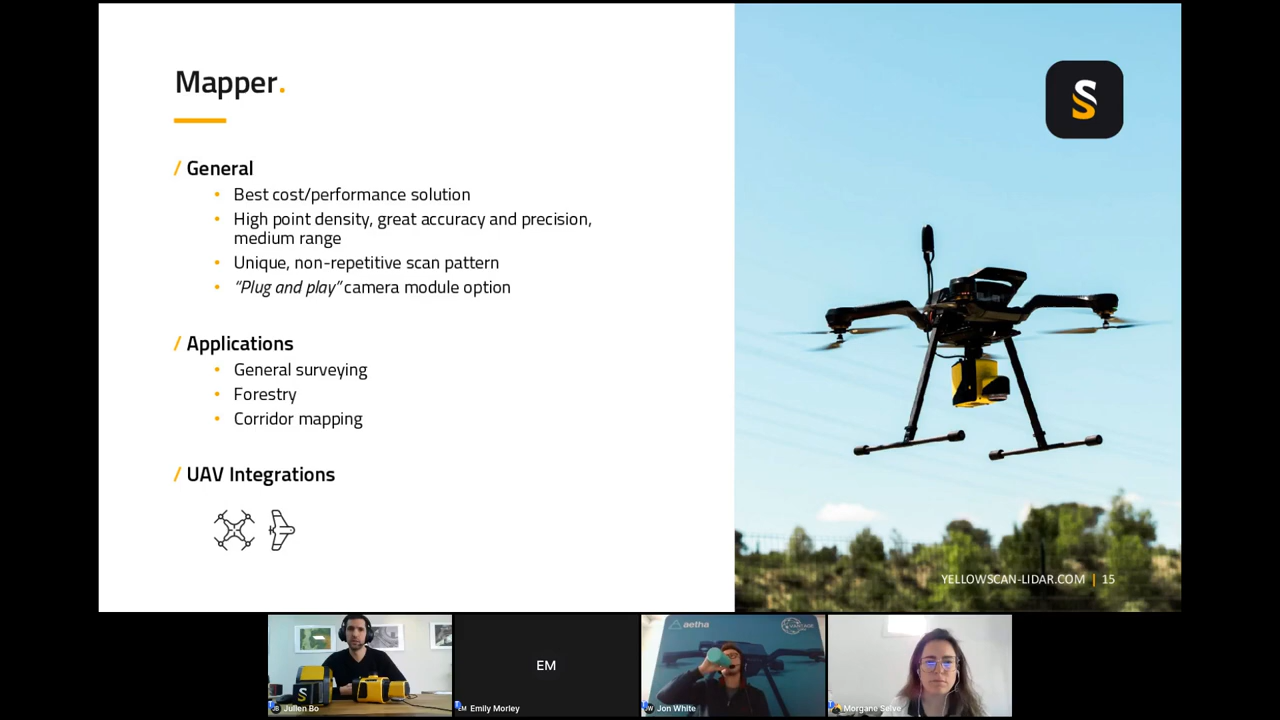 Mapper.
/ General
• Best cost/performance solution
• High point density, great accuracy and precision,
medium range
• Unique, non-repetitive scan pattern
• “Plug and play” camera module option
/ Applications
• General surveying
• Forestry
• Corridor mapping
/ UAV Integrations
S
YELLOWSCAN-LIDAR.COM | 15
S
Julien Bo
EM
Emily Morley
aetha
VANTAGE
Jon White
Morgane Selve